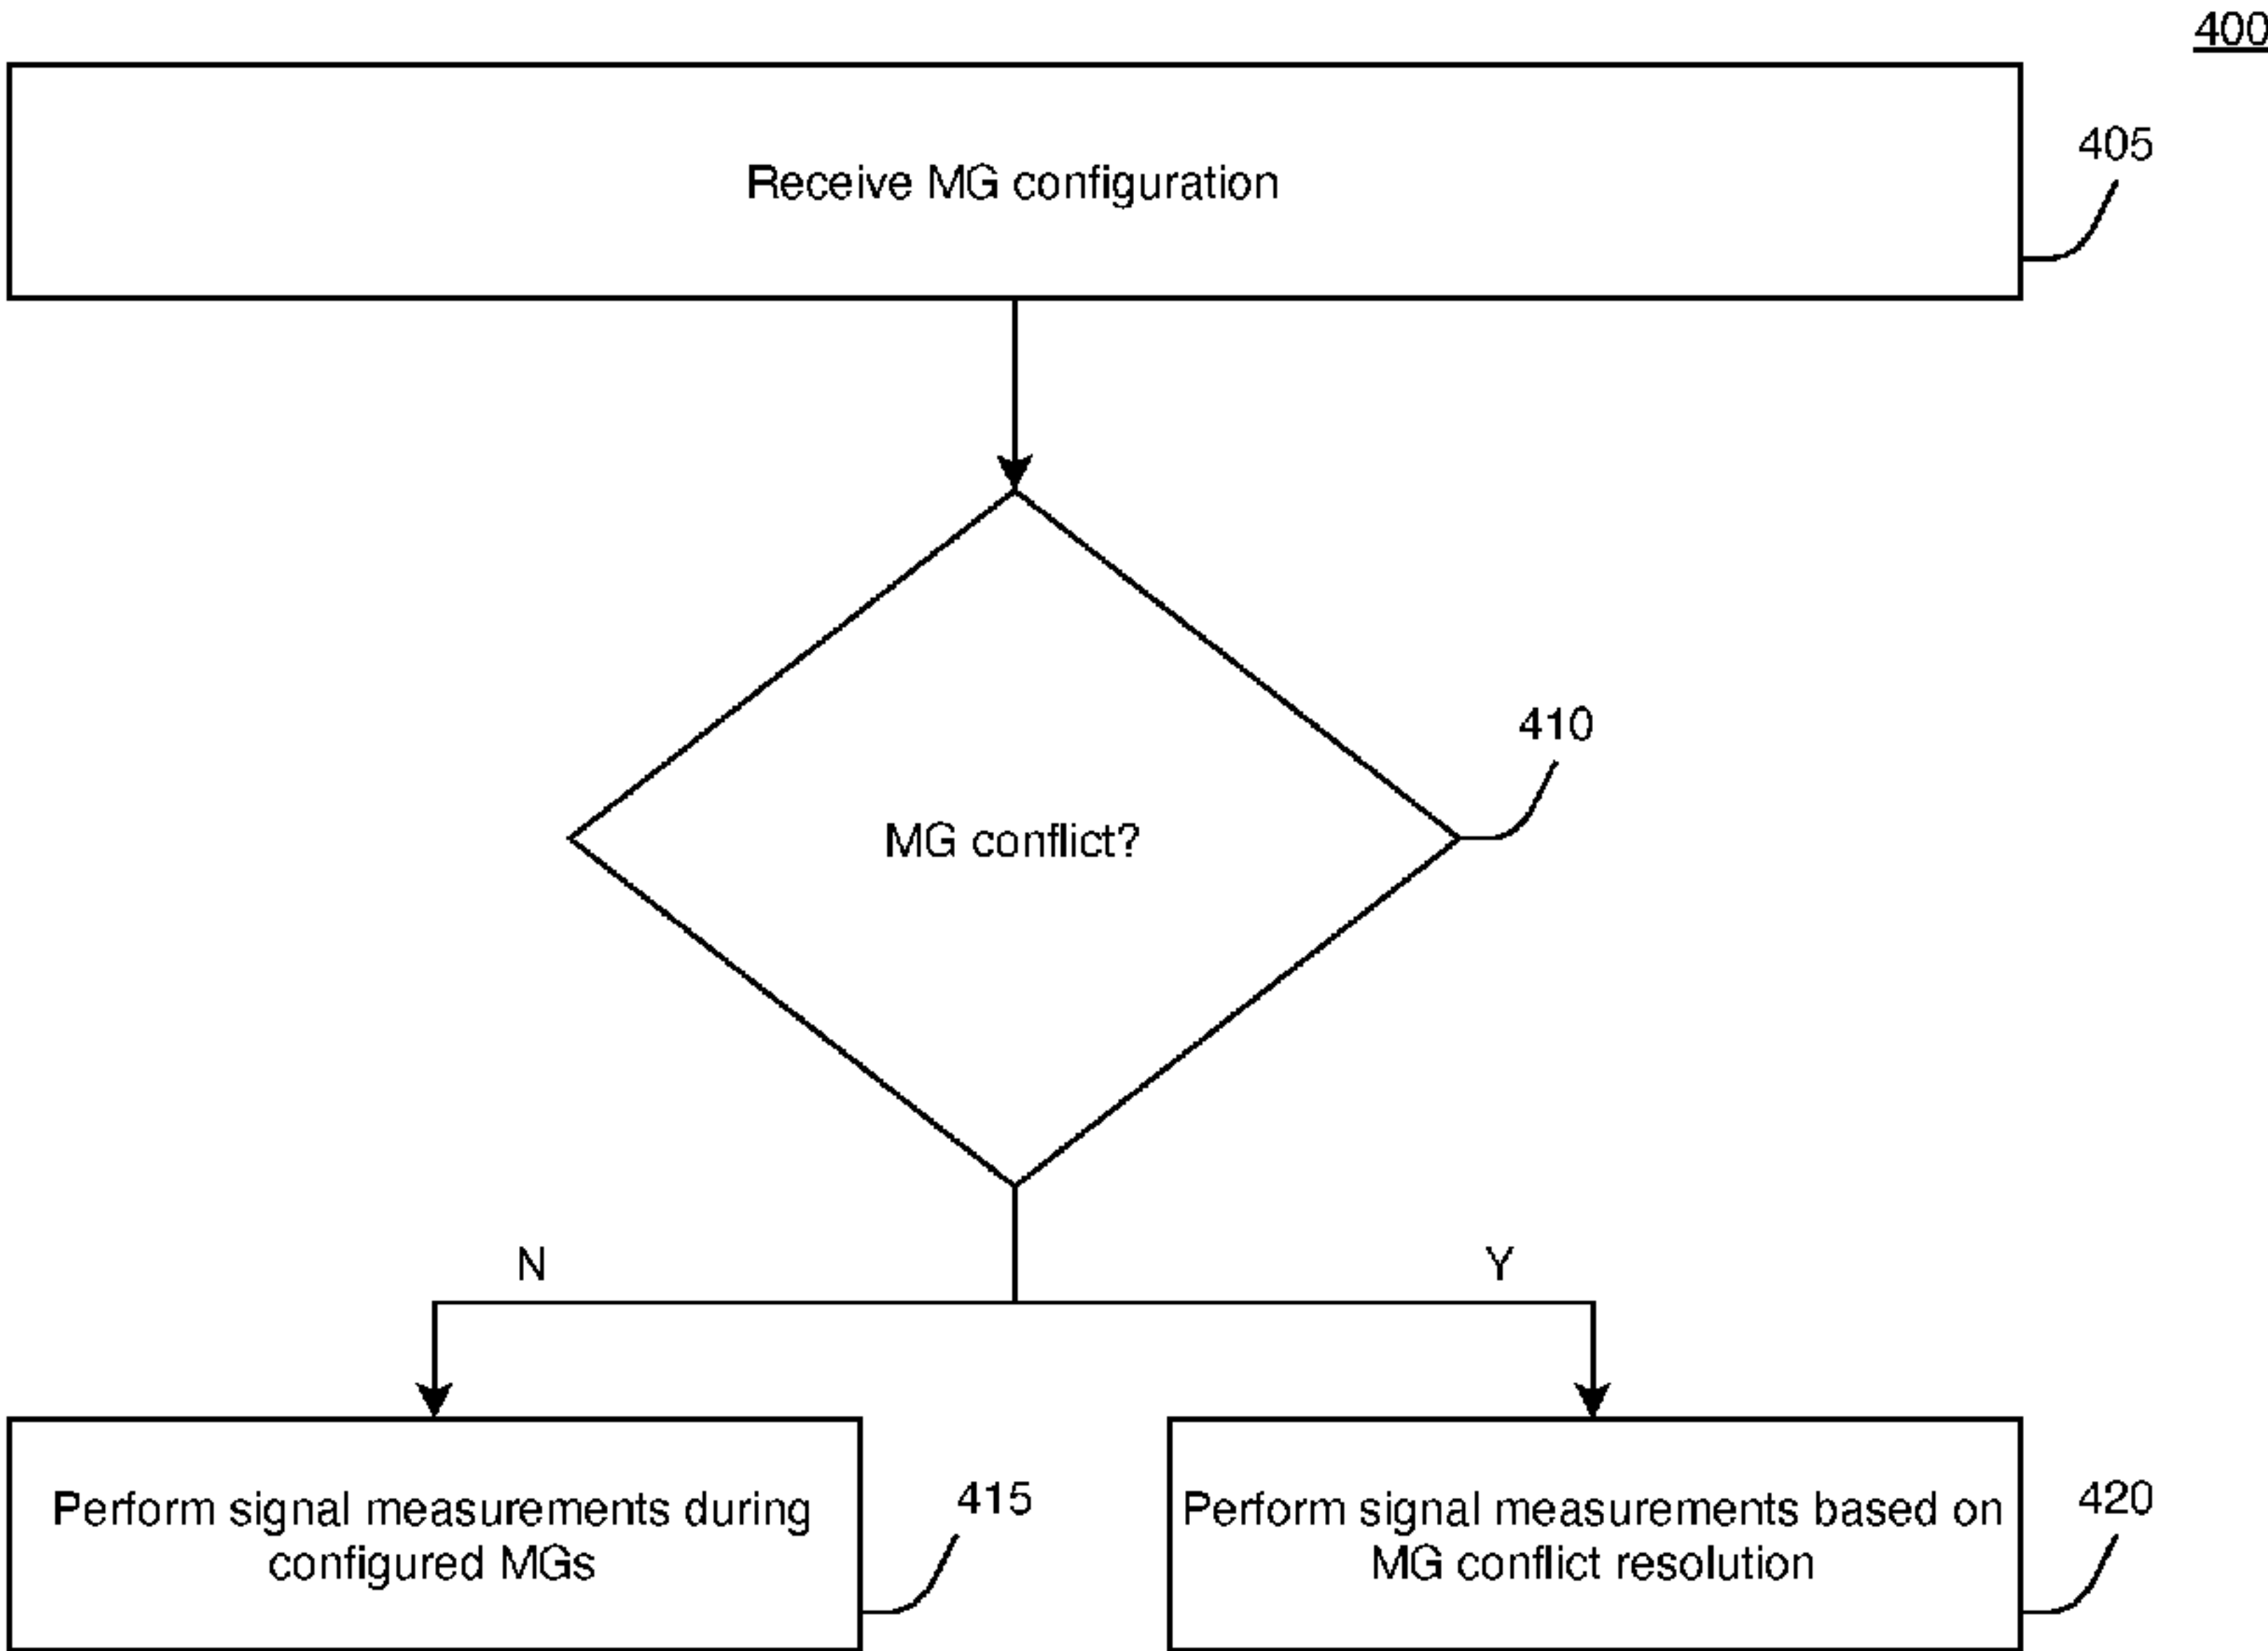 400
Receive MG configuration
405
MG conflict?
410
N
Y
Perform signal measurements during
configured MGs
415
Perform signal measurements based on
MG conflict resolution
420